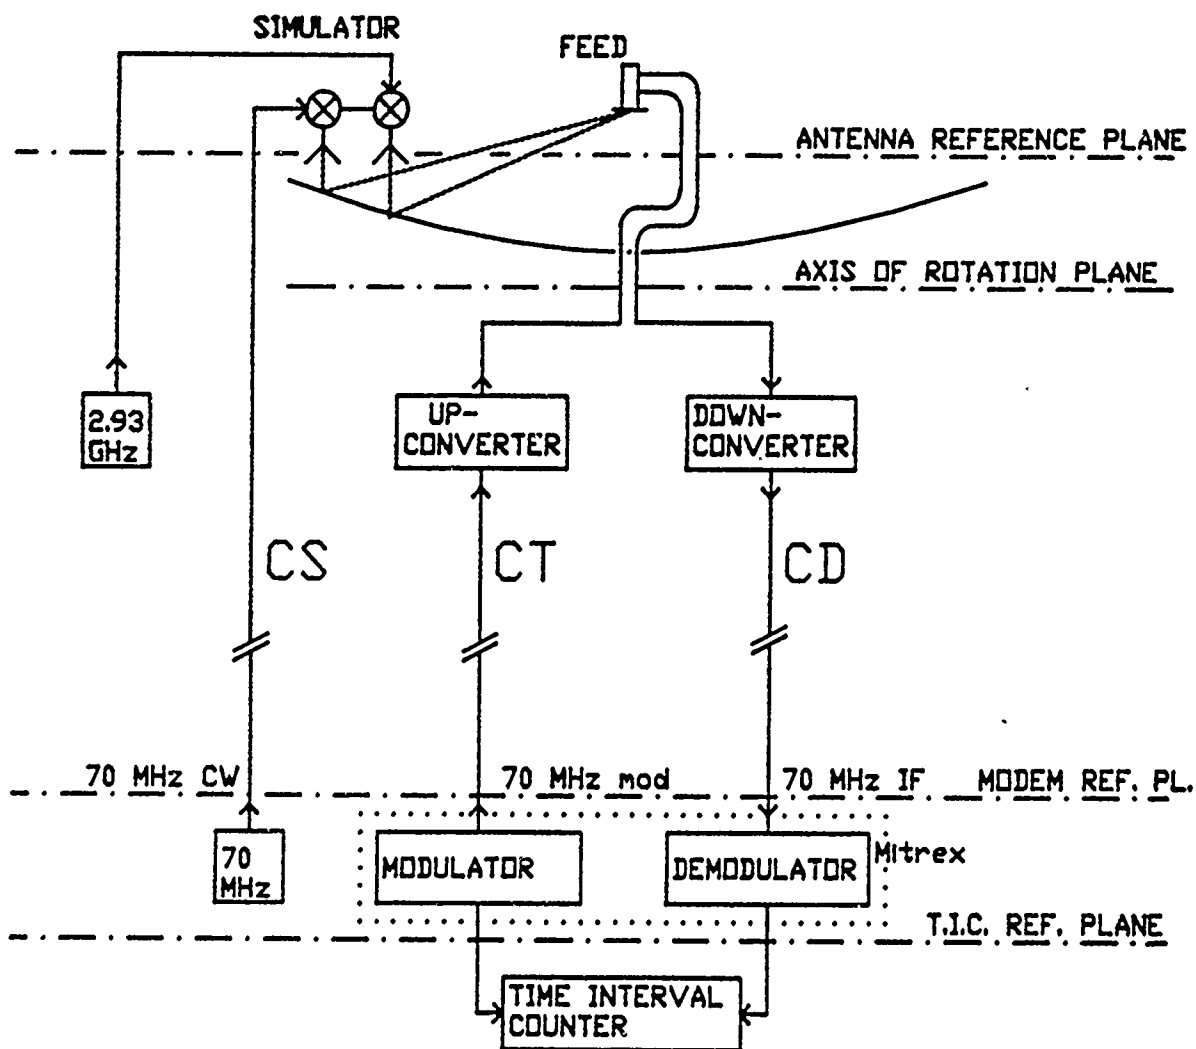 SIMULATOR
FEED
ANTENNA REFERENCE PLANE
AXIS OF ROTATION PLANE
2.93
GHz
UP-
CONVERTER
DOWN-
CONVERTER
CS
CT
CD
70 MHz CW
70 MHz mod
70 MHz IF
MODEM REF. PL.
70
MHz
MODULATOR
DEMODULATOR
Mitrex
T.I.C. REF. PLANE
TIME INTERVAL
COUNTER